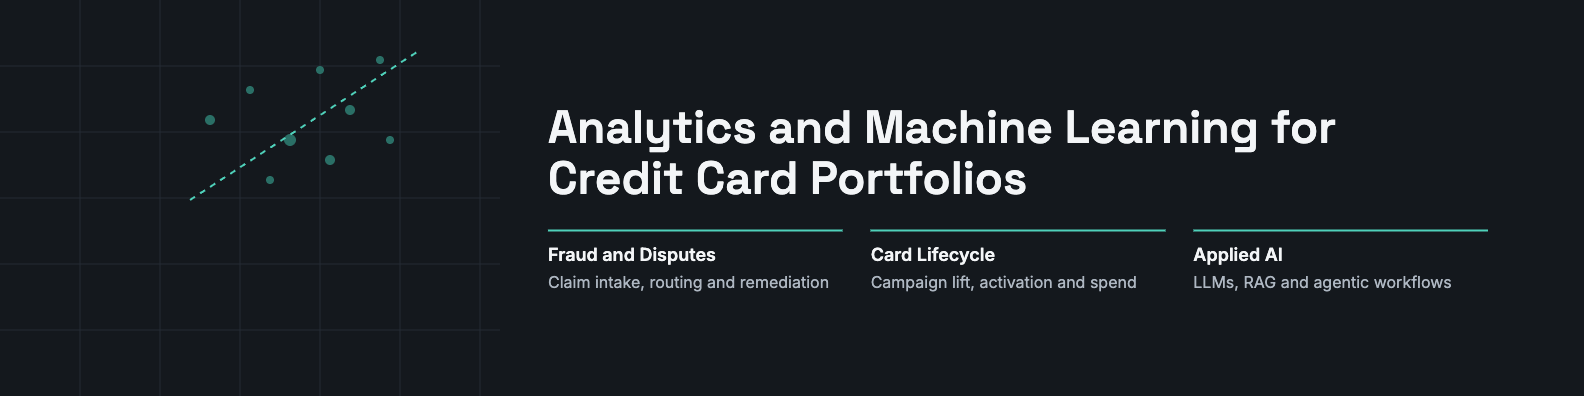 Analytics and Machine Learning for
Credit Card Portfolios
Fraud and Disputes
Claim intake, routing and remediation
Card Lifecycle
Campaign lift, activation and spend
Applied AI
LLMs, RAG and agentic workflows